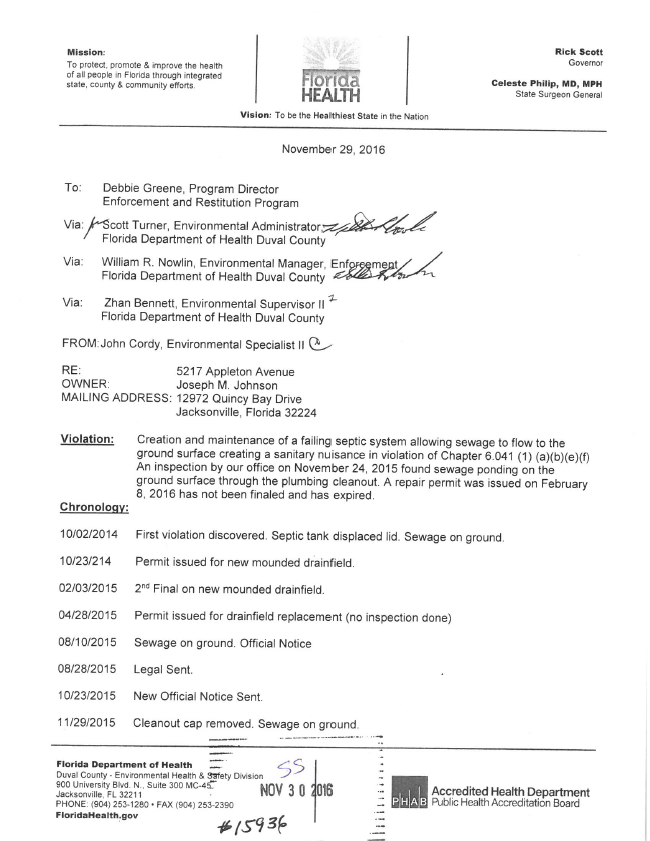 Mission:
To protect, promote & improve the health
of all people in Florida through integrated
state, county & community efforts.
Florida
HEALTH
Vision: To be the Healthiest State in the Nation
Rick Scott
Governor
Celeste Philip, MD, MPH
State Surgeon General
November 29, 2016
To: Debbie Greene, Program Director
Enforcement and Restitution Program
Via: Scott Turner, Environmental Administrator
Florida Department of Health Duval County
Via: William R. Nowlin, Environmental Manager, Enforcement
Florida Department of Health Duval County
Via: Zhan Bennett, Environmental Supervisor II
Florida Department of Health Duval County
FROM: John Cordy, Environmental Specialist II
RE: 5217 Appleton Avenue
OWNER: Joseph M. Johnson
MAILING ADDRESS: 12972 Quincy Bay Drive
Jacksonville, Florida 32224
Violation: Creation and maintenance of a failing septic system allowing sewage to flow to the
ground surface creating a sanitary nuisance in violation of Chapter 6.041 (1) (a)(b)(e)(f)
An inspection by our office on November 24, 2015 found sewage ponding on the
ground surface through the plumbing cleanout. A repair permit was issued on February
8, 2016 has not been finaled and has expired.
Chronology:
10/02/2014 First violation discovered. Septic tank displaced lid. Sewage on ground.
10/23/214 Permit issued for new mounded drainfield.
02/03/2015 2nd Final on new mounded drainfield.
04/28/2015 Permit issued for drainfield replacement (no inspection done)
08/10/2015 Sewage on ground. Official Notice
08/28/2015 Legal Sent.
10/23/2015 New Official Notice Sent.
11/29/2015 Cleanout cap removed. Sewage on ground.
Florida Department of Health
Duval County - Environmental Health & Safety Division
900 University Blvd. N., Suite 300 MC-45
Jacksonville, FL 32211
PHONE: (904) 253-1280 • FAX (904) 253-2390
FloridaHealth.gov
SS
NOV 30 2016
#15936
PHAB
Accredited Health Department
Public Health Accreditation Board